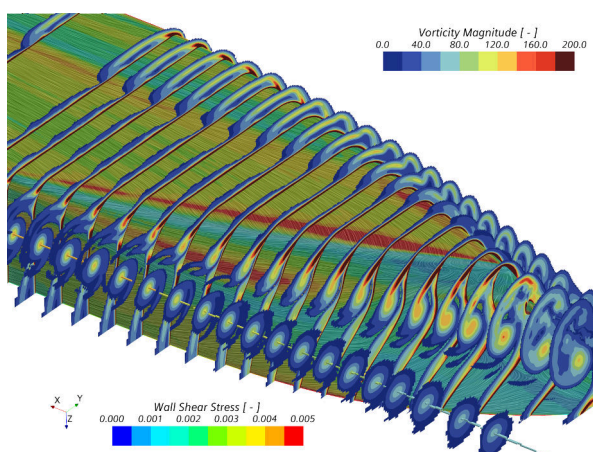 Vorticity Magnitude [ - ]
0.0 40.0 80.0 120.0 160.0 200.0
X Y Z
Wall Shear Stress [ - ]
0.000 0.001 0.002 0.003 0.004 0.005